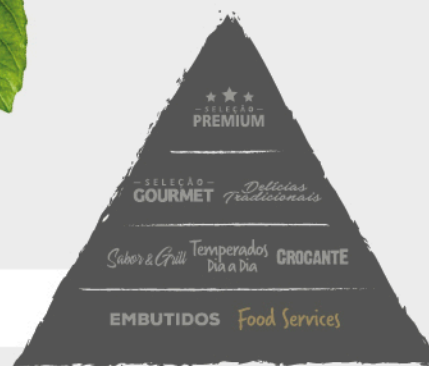 SELEÇÃO
PREMIUM
SELEÇÃO
GOURMET
Delícias
Tradicionais
Sabor & Grill
Temperados
Dia a Dia
CROCANTE
EMBUTIDOS
Food Services